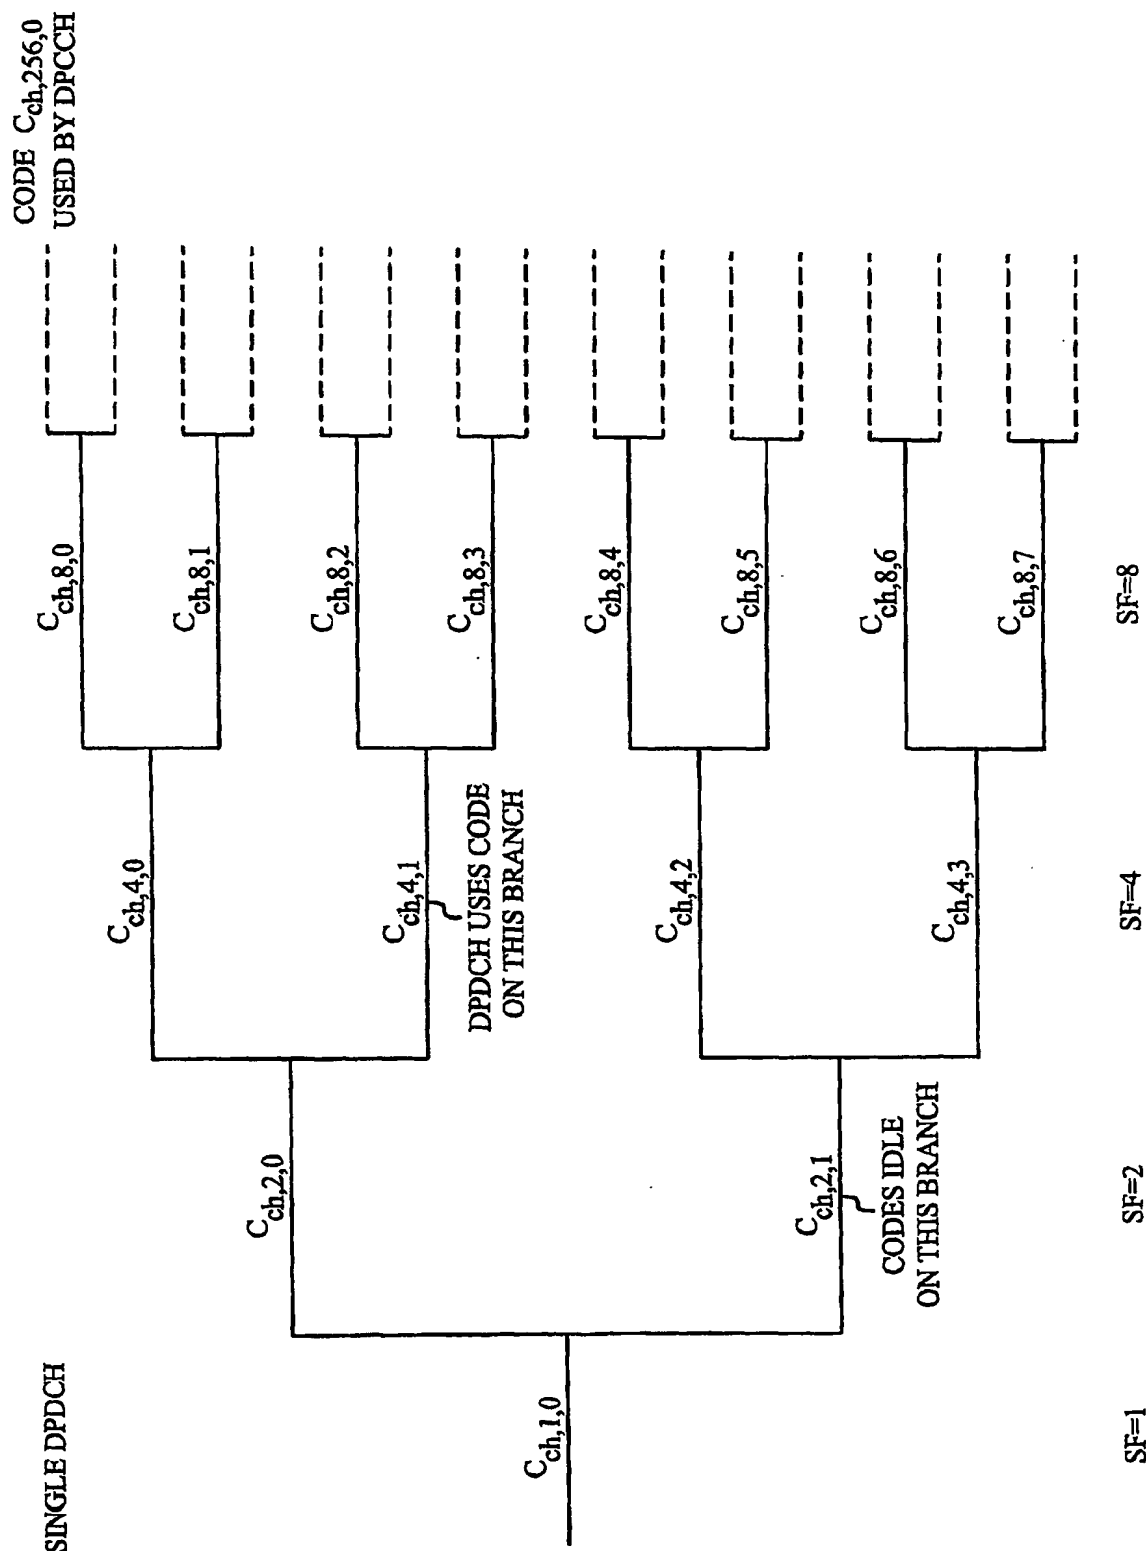 SINGLE DPDCH
CODE C_ch,256,0
USED BY DPCCH
C_ch,1,0
C_ch,2,0
C_ch,2,1
CODES IDLE
ON THIS BRANCH
C_ch,4,0
C_ch,4,1
DPDCH USES CODE
ON THIS BRANCH
C_ch,4,2
C_ch,4,3
C_ch,8,0
C_ch,8,1
C_ch,8,2
C_ch,8,3
C_ch,8,4
C_ch,8,5
C_ch,8,6
C_ch,8,7
SF=1
SF=2
SF=4
SF=8